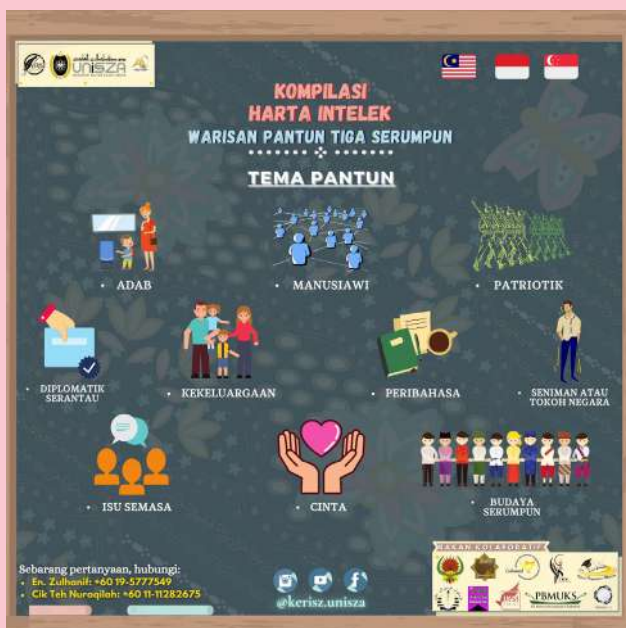 UNISZA
KOMPILASI
HARTA INTELEK
WARISAN PANTUN TIGA SERUMPUN
TEMA PANTUN
• ADAB
• MANUSIAWI
• PATRIOTIK
• DIPLOMATIK
SERANTAU
• KEKELUARGAAN
• PERIBAHASA
• SENIMAN ATAU
TOKOH NEGARA
• ISU SEMASA
• CINTA
• BUDAYA
SERUMPUN
Sebarang pertanyaan, hubungi:
• En. Zulhanif: +60 19-5777549
• Cik Teh Nuraqilah: +60 11-11282675
@kerisz.unisza
RAKAN KOLABORATIF
PBMUKS